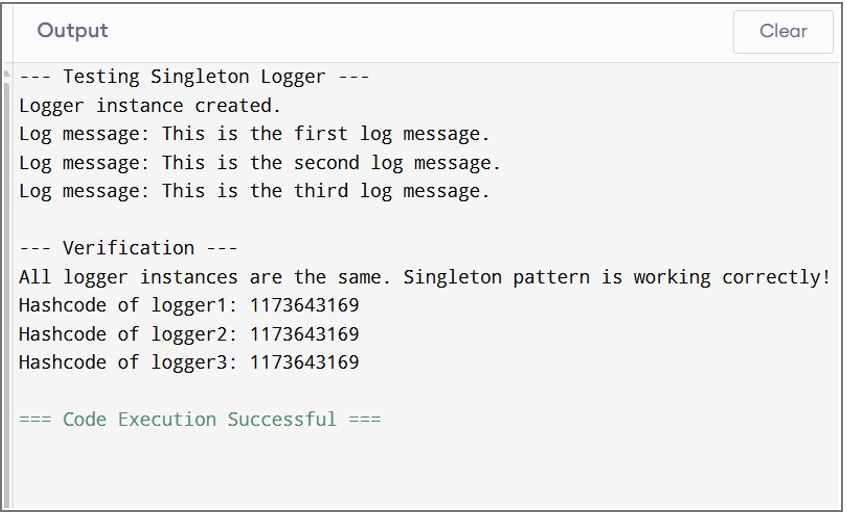 Output
Clear
--- Testing Singleton Logger ---
Logger instance created.
Log message: This is the first log message.
Log message: This is the second log message.
Log message: This is the third log message.
--- Verification ---
All logger instances are the same. Singleton pattern is working correctly!
Hashcode of logger1: 1173643169
Hashcode of logger2: 1173643169
Hashcode of logger3: 1173643169
=== Code Execution Successful ===